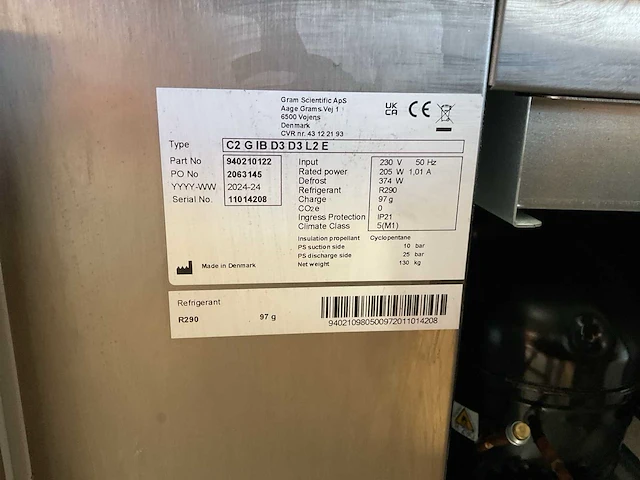 Gram Scientific ApS
Aage Grams Vej 1
6500 Vojens
Denmark
CVR nr. 43 12 21 93
UK CA CE
Type C2 G IB D3 D3 L2 E
Part No 940210122
PO No 2063145
YYYY-WW 2024-24
Serial No. 11014208
Input 230 V 50 Hz
Rated power 205 W 1,01 A
Defrost 374 W
Refrigerant R290
Charge 97 g
CO2e 0
Ingress Protection IP21
Climate Class 5(M1)
Insulation propellant Cyclopentane
PS suction side 10 bar
PS discharge side 25 bar
Net weight 130 kg
Made in Denmark
Refrigerant
R290 97 g
940210980500972011014208